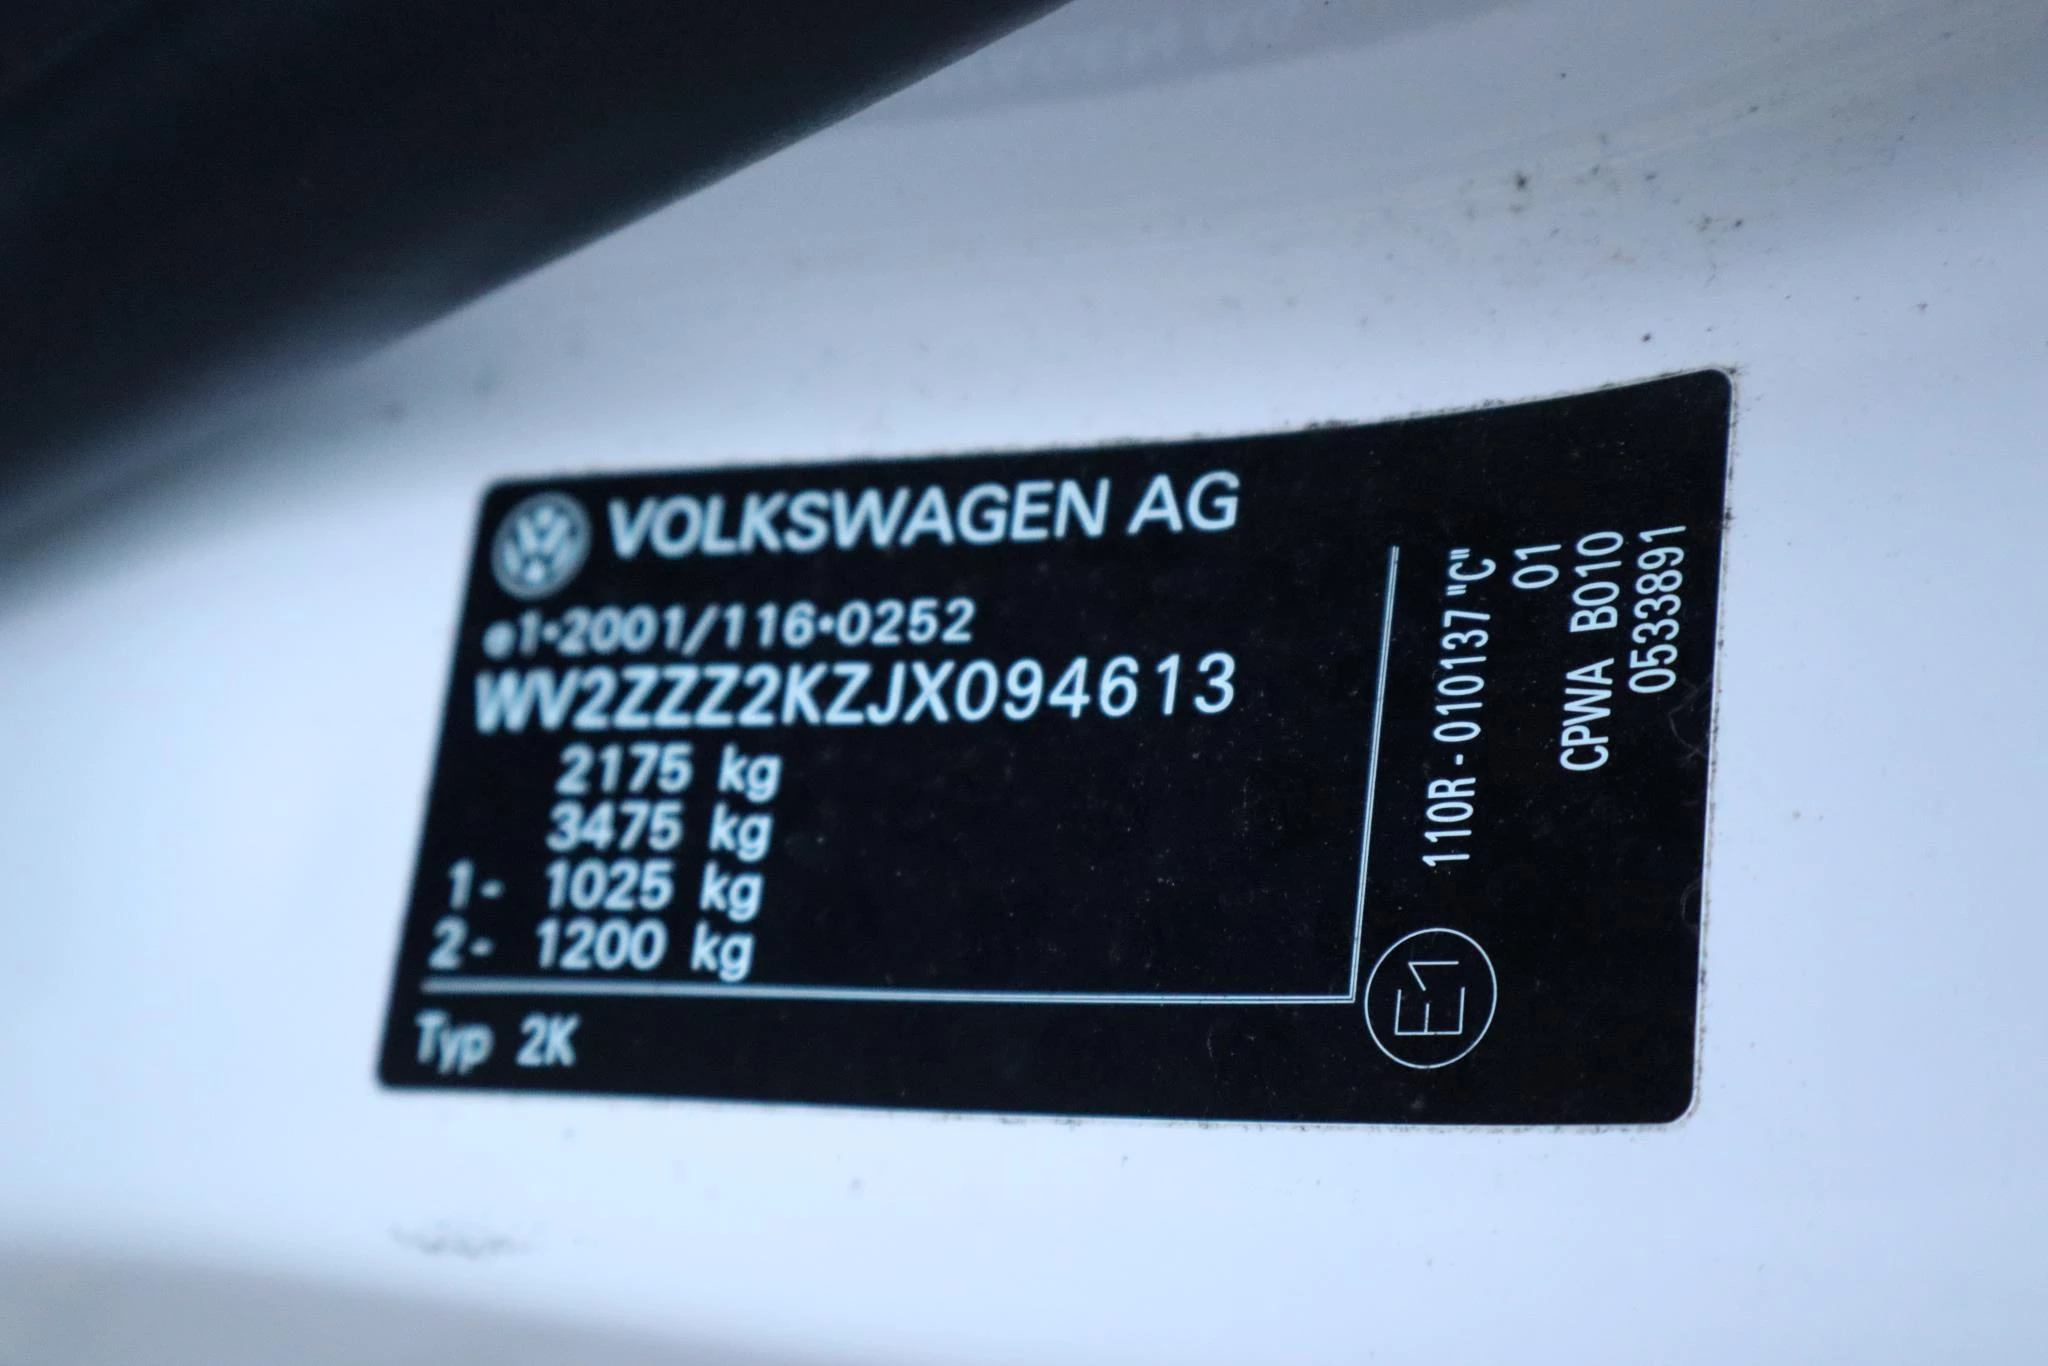 VOLKSWAGEN AG
e1•2001/116•0252
WV2ZZZ2KZJX094613
2175 kg
3475 kg
1- 1025 kg
2- 1200 kg
Typ 2K
E1
110R-010137 "C"
01
CPWA B010
0533891